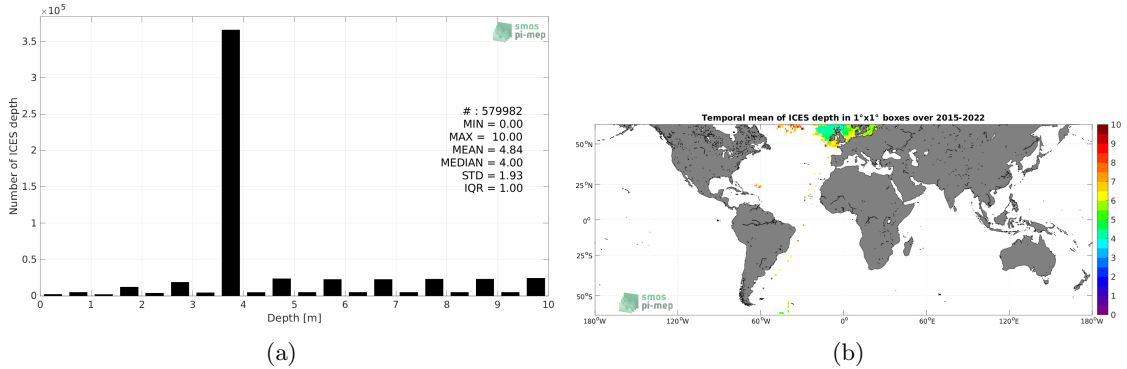 ×10⁵
3.5
3
2.5
2
1.5
1
0.5
0
Number of ICES depth
smos
pi-mep
# : 579982
MIN = 0.00
MAX = 10.00
MEAN = 4.84
MEDIAN = 4.00
STD = 1.93
IQR = 1.00
0 1 2 3 4 5 6 7 8 9 10
Depth [m]
(a)
Temporal mean of ICES depth in 1°x1° boxes over 2015-2022
50°N
25°N
0°
25°S
50°S
180°W 120°W 60°W 0° 60°E 120°E 180°E
smos
pi-mep
10
9
8
7
6
5
4
3
2
1
0
(b)